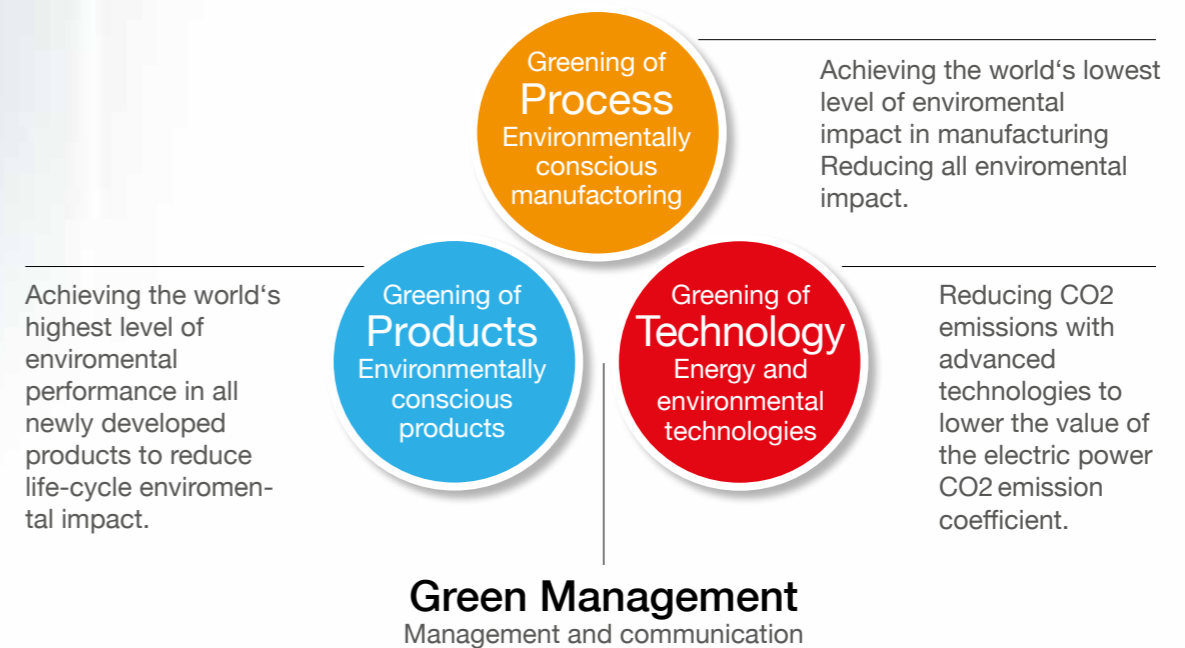 Greening of
Process
Environmentally
conscious
manufactoring
Achieving the world‘s lowest
level of enviromental
impact in manufacturing
Reducing all enviromental
impact.
Achieving the world‘s
highest level of
enviromental
performance in all
newly developed
products to reduce
life-cycle enviromen-
tal impact.
Greening of
Products
Environmentally
conscious
products
Greening of
Technology
Energy and
environmental
technologies
Reducing CO2
emissions with
advanced
technologies to
lower the value of
the electric power
CO2 emission
coefficient.
Green Management
Management and communication